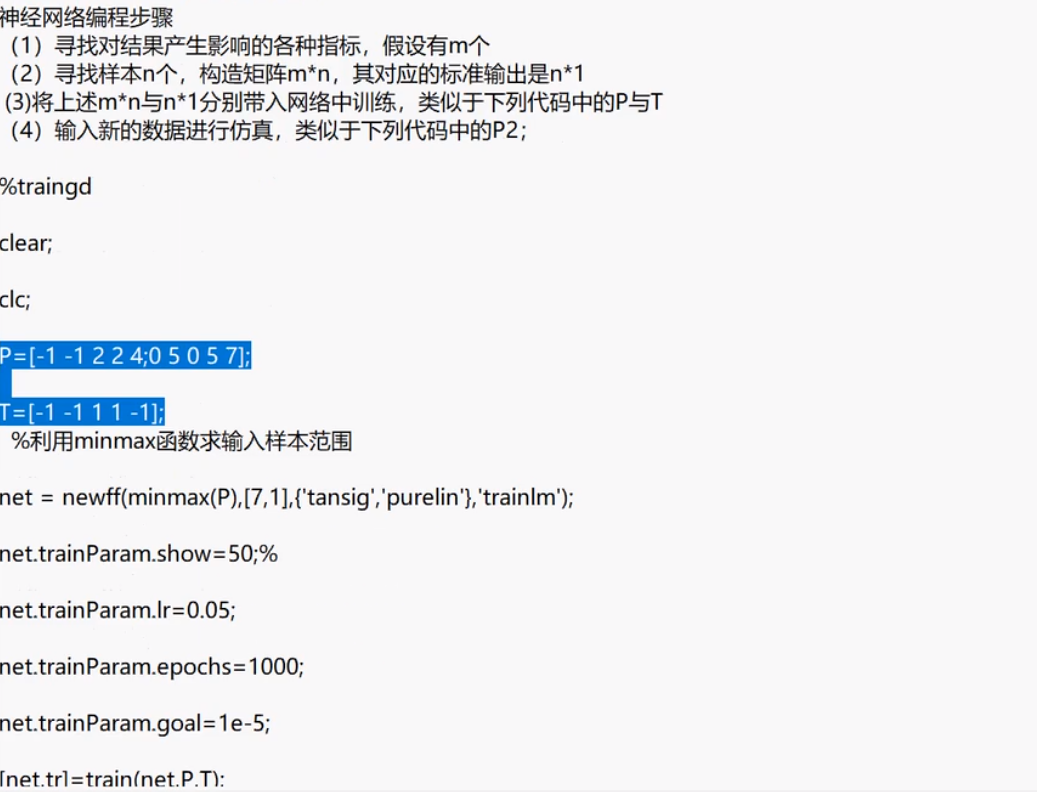 神经网络编程步骤
（1）寻找对结果产生影响的各种指标，假设有m个
（2）寻找样本n个，构造矩阵m*n，其对应的标准输出是n*1
(3)将上述m*n与n*1分别带入网络中训练，类似于下列代码中的P与T
（4）输入新的数据进行仿真，类似于下列代码中的P2；
%traingd
clear;
clc;
P=[-1 -1 2 2 4;0 5 0 5 7];
T=[-1 -1 1 1 -1];
%利用minmax函数求输入样本范围
net = newff(minmax(P),[7,1],{'tansig','purelin'},'trainlm');
net.trainParam.show=50;%
net.trainParam.lr=0.05;
net.trainParam.epochs=1000;
net.trainParam.goal=1e-5;
[net,tr]=train(net,P,T);